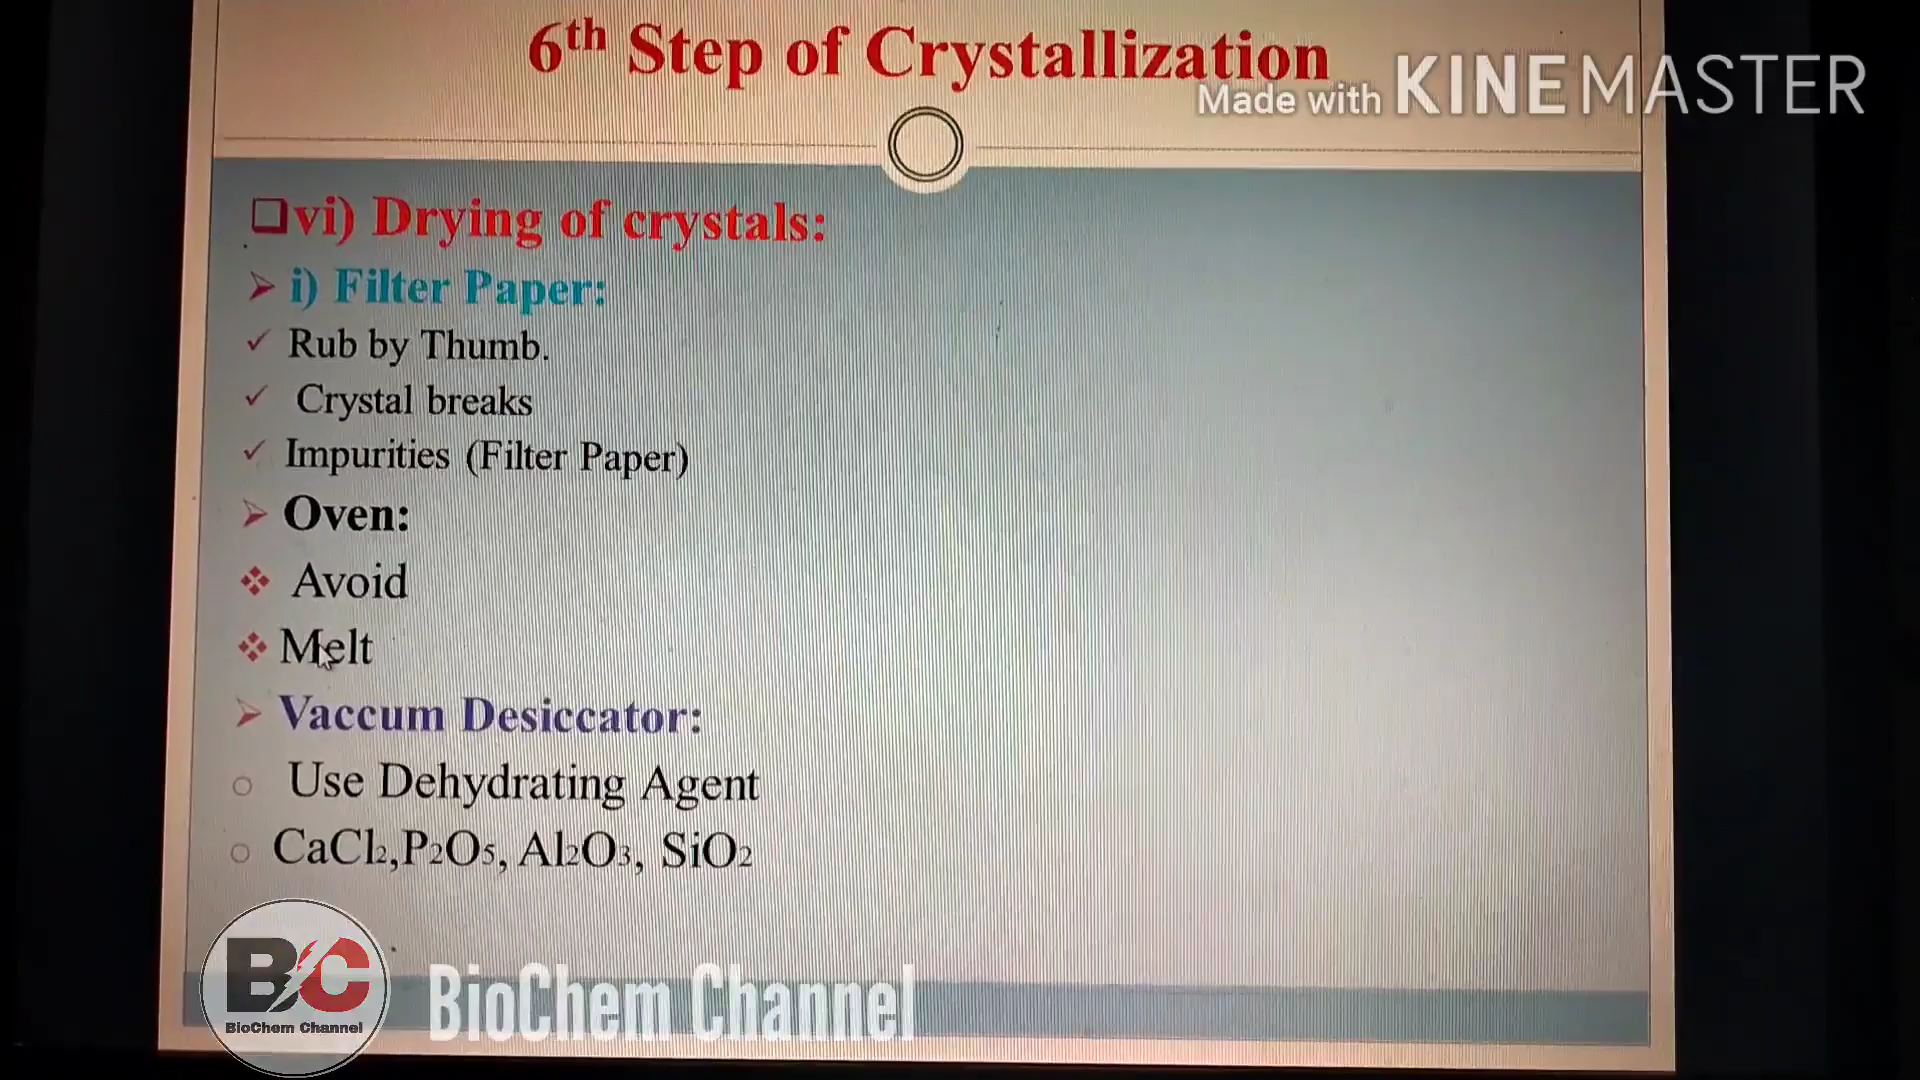 6th Step of Crystallization
Made with KINEMASTER
vi) Drying of crystals:
i) Filter Paper:
Rub by Thumb.
Crystal breaks
Impurities (Filter Paper)
Oven:
Avoid
Melt
Vaccum Desiccator:
Use Dehydrating Agent
CaCl2,P2O5, Al2O3, SiO2
BC
BioChem Channel
BioChem Channel